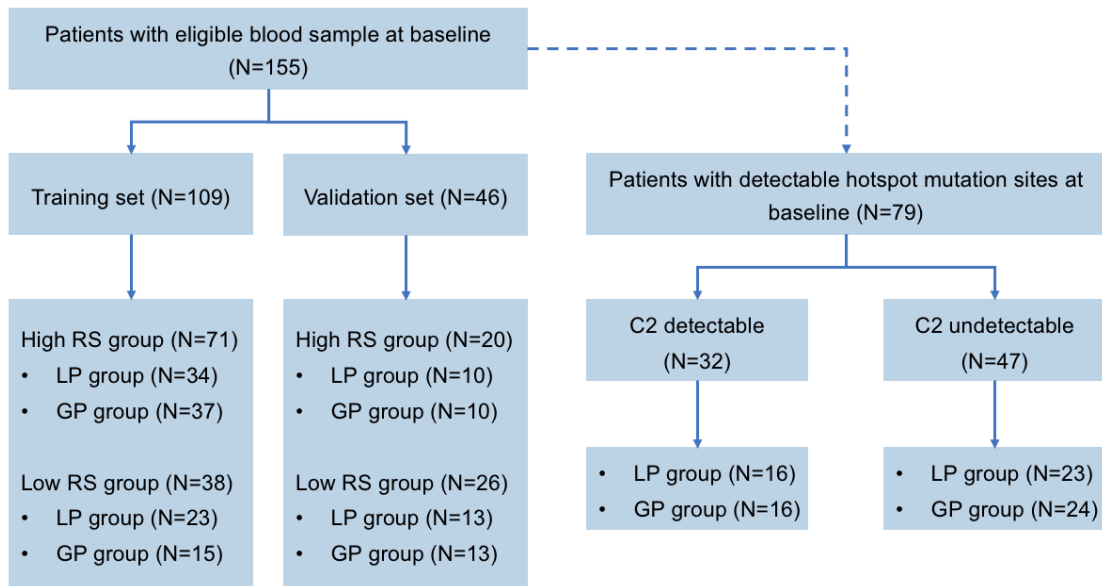 Patients with eligible blood sample at baseline
(N=155)
Training set (N=109)
Validation set (N=46)
High RS group (N=71)
• LP group (N=34)
• GP group (N=37)
Low RS group (N=38)
• LP group (N=23)
• GP group (N=15)
High RS group (N=20)
• LP group (N=10)
• GP group (N=10)
Low RS group (N=26)
• LP group (N=13)
• GP group (N=13)
Patients with detectable hotspot mutation sites at
baseline (N=79)
C2 detectable
(N=32)
C2 undetectable
(N=47)
• LP group (N=16)
• GP group (N=16)
• LP group (N=23)
• GP group (N=24)